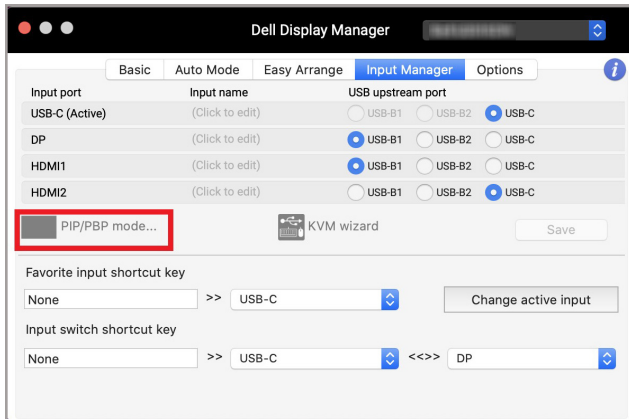 Dell Display Manager
Basic Auto Mode Easy Arrange Input Manager Options i
Input port Input name USB upstream port
USB-C (Active) (Click to edit) USB-B1 USB-B2 USB-C
DP (Click to edit) USB-B1 USB-B2 USB-C
HDMI1 (Click to edit) USB-B1 USB-B2 USB-C
HDMI2 (Click to edit) USB-B1 USB-B2 USB-C
PIP/PBP mode... KVM wizard Save
Favorite input shortcut key
None >> USB-C Change active input
Input switch shortcut key
None >> USB-C <<>> DP